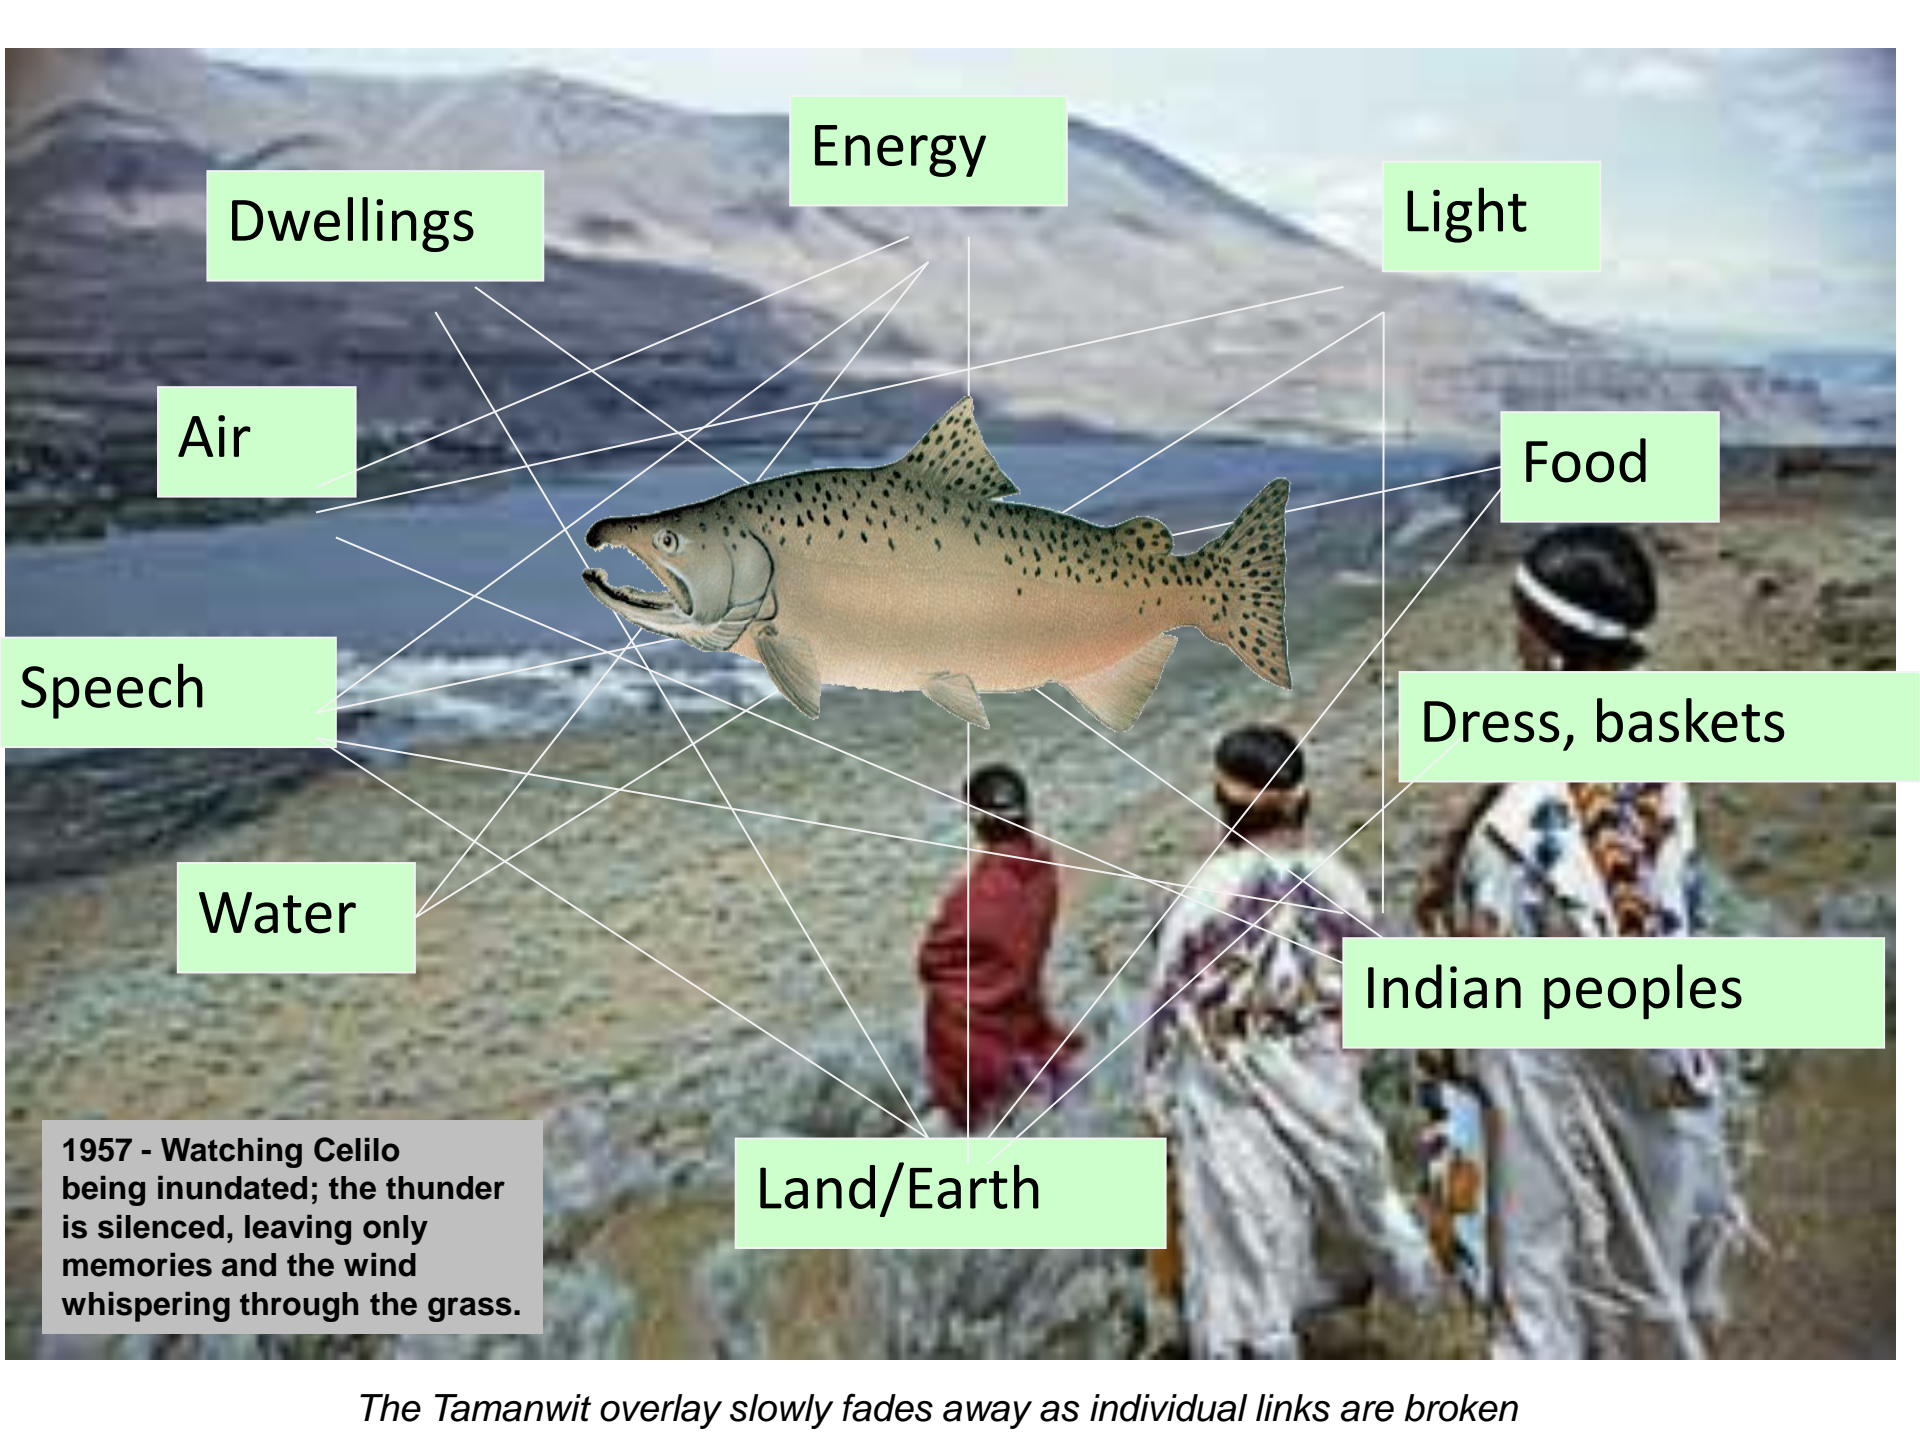 Energy
Light
Dwellings
Air
Food
Speech
Dress, baskets
Water
Indian peoples
Land/Earth
1957 - Watching Celilo
being inundated; the thunder
is silenced, leaving only
memories and the wind
whispering through the grass.
The Tamanwit overlay slowly fades away as individual links are broken